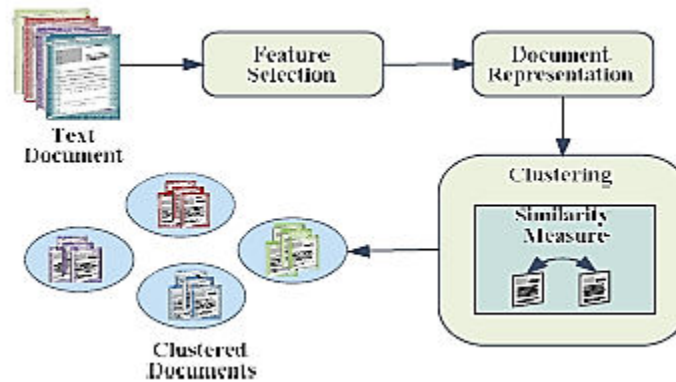 Feature
Selection
Document
Representation
Text
Document
Clustering
Similarity
Measure
Clustered
Documents